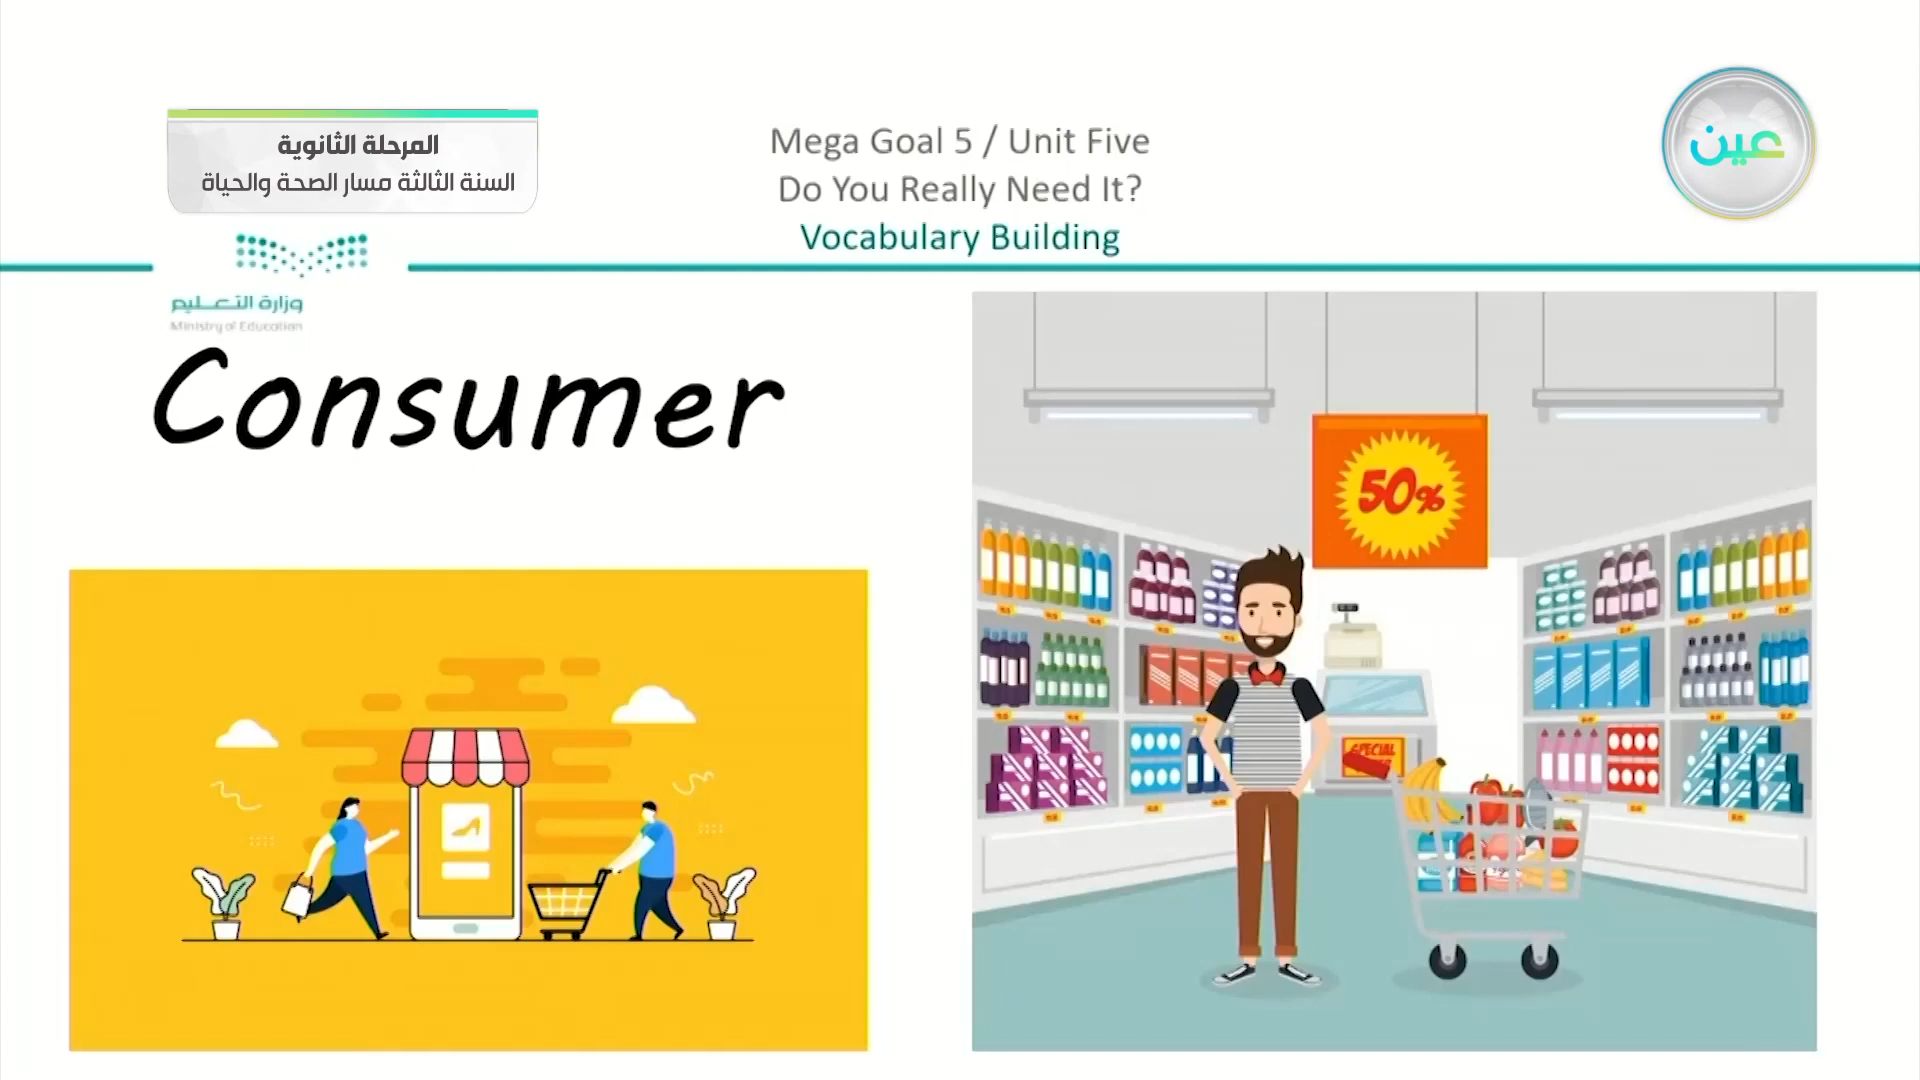 المرحلة الثانوية
السنة الثالثة مسار الصحة والحياة
Mega Goal 5 / Unit Five
Do You Really Need It?
Vocabulary Building
عين
وزارة التعليم
Ministry of Education
Consumer
50%
SPECIAL